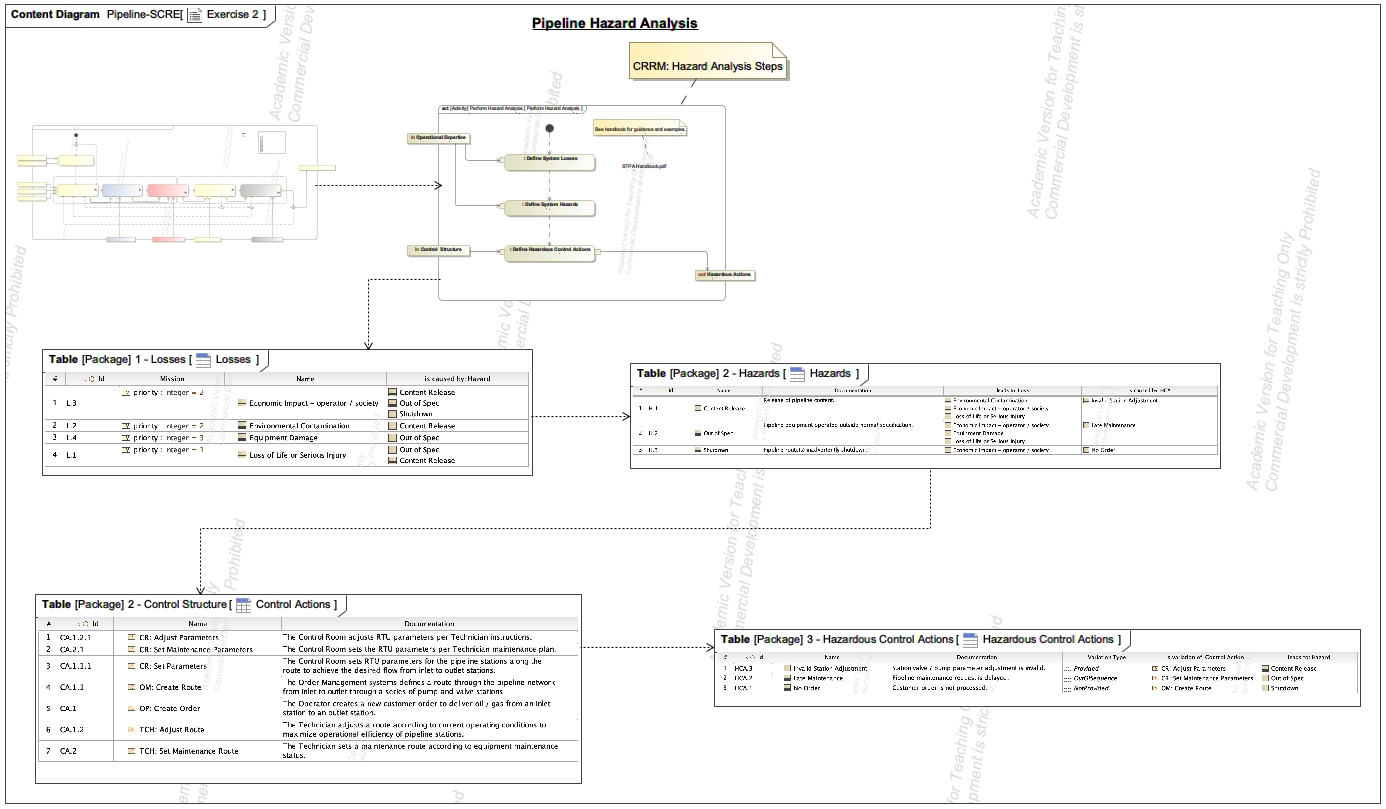 Content Diagram Pipeline-SCRE[ Exercise 2 ]
Pipeline Hazard Analysis
CRRM: Hazard Analysis Steps
act [Activity] Perform Hazard Analysis [ Perform Hazard Analysis ]
in Operational Expertise
See handbook for guidance and examples.
: Define System Losses
STPA Handbook.pdf
: Define System Hazards
in Control Structure
: Define Hazardous Control Actions
out Hazardous Actions
Table [Package] 1 - Losses [ Losses ]
# Id Mission Name is caused by: Hazard
1 L.3 priority : Integer = 2 Economic Impact – operator / society Content Release
Out of Spec
Shutdown
2 L.2 priority : Integer = 2 Environmental Contamination Content Release
3 L.4 priority : Integer = 3 Equipment Damage Out of Spec
4 L.1 priority : Integer = 1 Loss of Life or Serious Injury Out of Spec
Content Release
Table [Package] 2 - Hazards [ Hazards ]
# Id Name Documentation leads to: Loss is caused by: HCA
1 H.1 Content Release Release of pipeline content. Environmental Contamination Invalid Station Adjustment
Economic Impact – operator / society
Loss of Life or Serious Injury
2 H.2 Out of Spec Pipeline equipment operated outside normal specification. Economic Impact – operator / society Late Maintenance
Equipment Damage
Loss of Life or Serious Injury
3 H.3 Shutdown Pipeline route(s) inadvertently shutdown. Economic Impact – operator / society No Order
Table [Package] 2 - Control Structure [ Control Actions ]
# Id Name Documentation
1 CA.1.2.1 CR: Adjust Parameters The Control Room adjusts RTU parameters per Technician instructions.
2 CA.2.1 CR: Set Maintenance Parameters The Control Room sets the RTU parameters per Technician maintenance plan.
3 CA.1.1.1 CR: Set Parameters The Control Room sets RTU parameters for the pipeline stations along the
route to achieve the desired flow from inlet to outlet stations.
4 CA.1.1 OM: Create Route The Order Management systems defines a route through the pipeline network
from inlet to outlet through a series of pump and valve stations
5 CA.1 OP: Create Order The Operator creates a new customer order to deliver oil / gas from an inlet
station to an outlet station.
6 CA.1.2 TCH: Adjust Route The Technician adjusts a route according to current operating conditions to
maximize operational efficiency of pipeline stations.
7 CA.2 TCH: Set Maintenance Route The Technician sets a maintenance route according to equipment maintenance
status.
Table [Package] 3 - Hazardous Control Actions [ Hazardous Control Actions ]
# Id Name Documentation Variation Type is variation of: Control Action leads to: Hazard
1 HCA.3 Invalid Station Adjustment Station valve / pump parameter adjustment is invalid. Provided CR: Adjust Parameters Content Release
2 HCA.2 Late Maintenance Pipeline maintenance request is delayed. OutOfSequence CR: Set Maintenance Parameters Out of Spec
3 HCA.1 No Order Customer order is not processed. NotProvided OM: Create Route Shutdown
Academic Version for Teaching Only
Commercial Development is strictly Prohibited